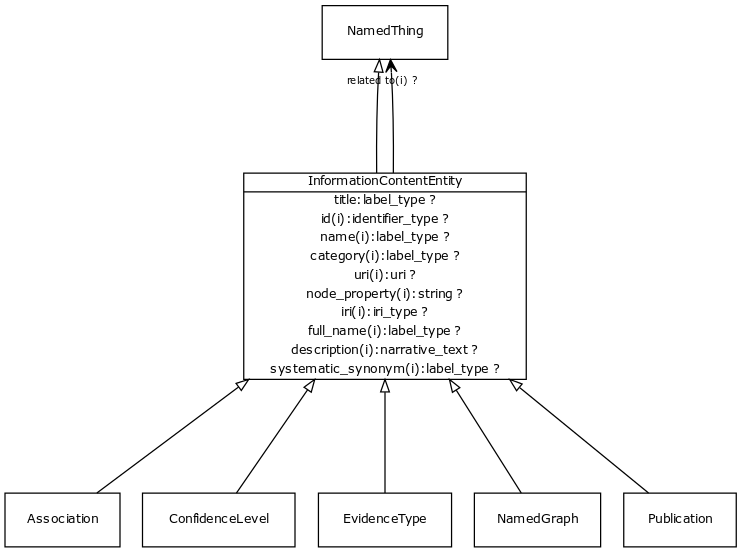 NamedThing
related to(i) ?
InformationContentEntity
title:label_type ?
id(i):identifier_type ?
name(i):label_type ?
category(i):label_type ?
uri(i):uri ?
node_property(i):string ?
iri(i):iri_type ?
full_name(i):label_type ?
description(i):narrative_text ?
systematic_synonym(i):label_type ?
Association
ConfidenceLevel
EvidenceType
NamedGraph
Publication